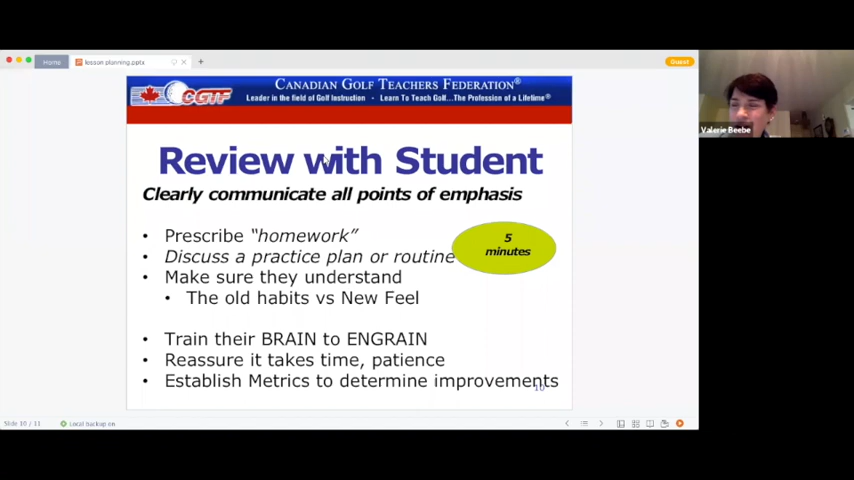 Home
lesson planning.pptx
Guest
CGTF
CANADIAN GOLF TEACHERS FEDERATION®
Leader in the field of Golf Instruction - Learn To Teach Golf...The Profession of a Lifetime®
Valerie Beebe
Review with Student
Clearly communicate all points of emphasis
• Prescribe “homework”
5
minutes
• Discuss a practice plan or routine
• Make sure they understand
• The old habits vs New Feel
• Train their BRAIN to ENGRAIN
• Reassure it takes time, patience
• Establish Metrics to determine improvements
10
Slide 10 / 11
Local backup on